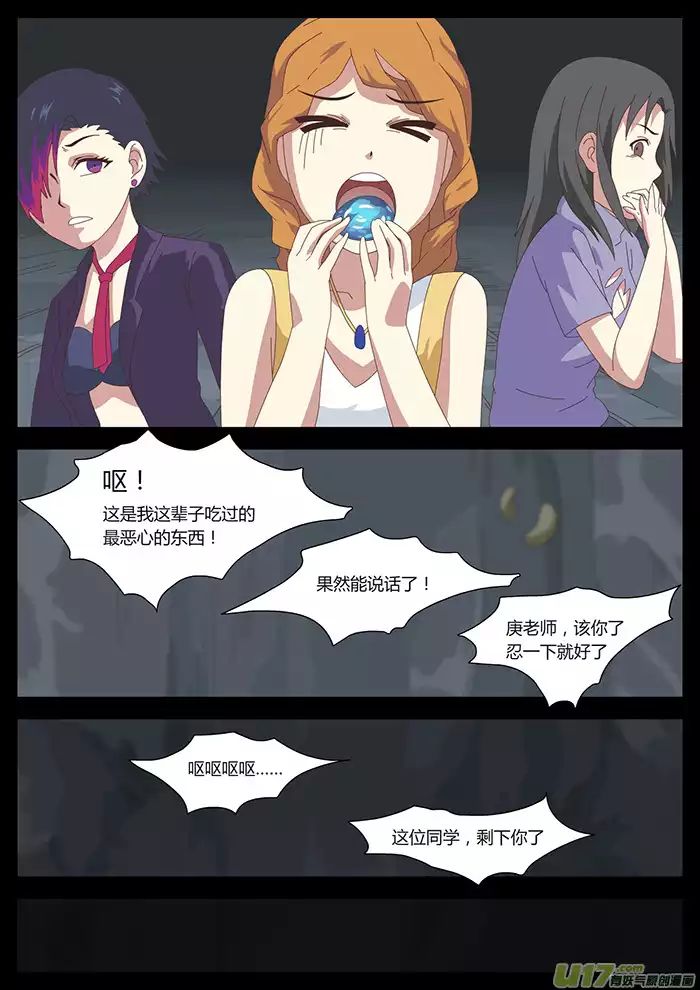 呕！
这是我这辈子吃过的
最恶心的东西！
果然能说话了！
庚老师，该你了
忍一下就好了
呕呕呕呕……
这位同学，剩下你了
U17.com
有妖气原创漫画